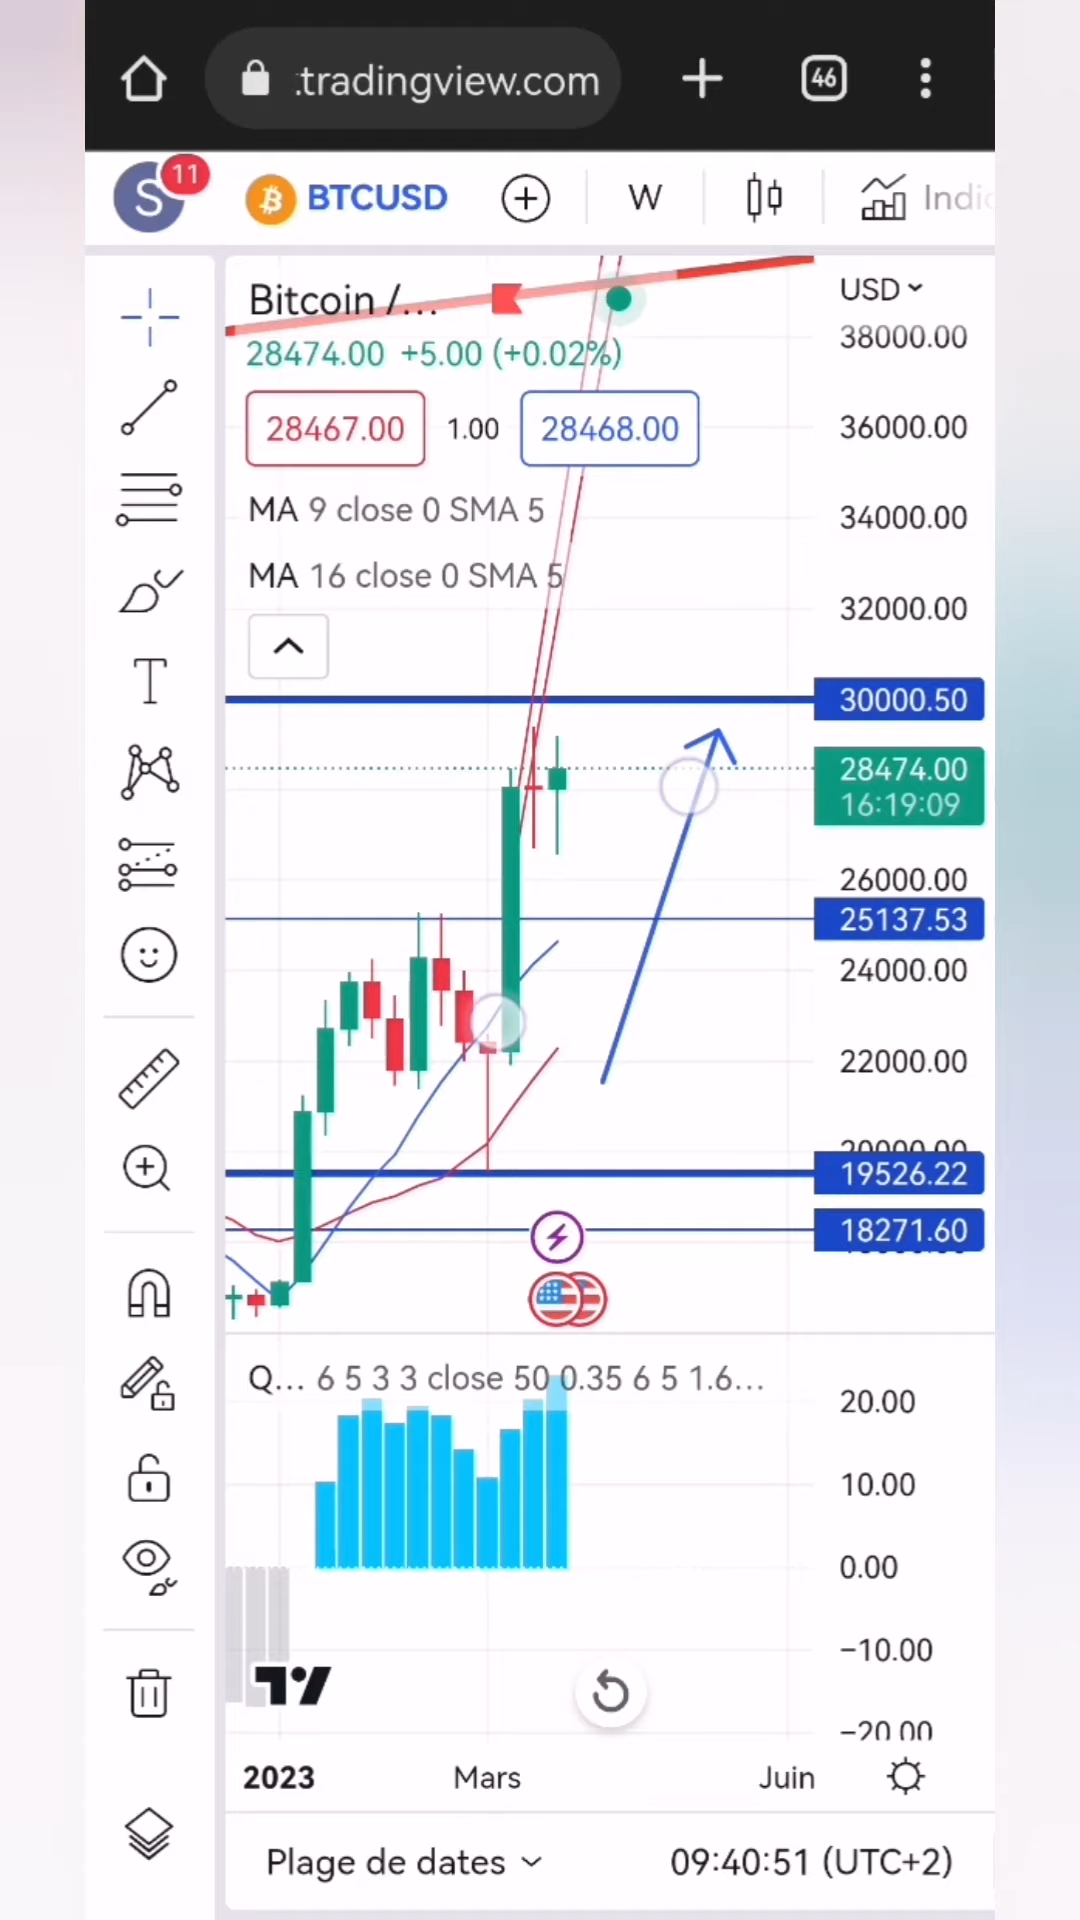 :tradingview.com
46
S
11
BTCUSD
W
Indic
Bitcoin /...
28474.00 +5.00 (+0.02%)
28467.00
1.00
28468.00
MA 9 close 0 SMA 5
MA 16 close 0 SMA 5
USD
38000.00
36000.00
34000.00
32000.00
30000.50
28474.00
16:19:09
26000.00
25137.53
24000.00
22000.00
20000.00
19526.22
18271.60
Q... 6 5 3 3 close 50 0.35 6 5 1.6...
20.00
10.00
0.00
−10.00
−20.00
2023
Mars
Juin
Plage de dates
09:40:51 (UTC+2)